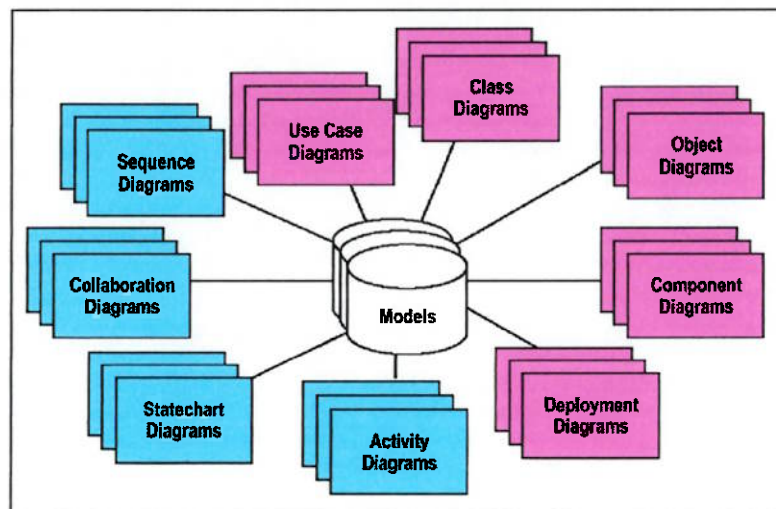 Class
Diagrams
Use Case
Diagrams
Object
Diagrams
Sequence
Diagrams
Collaboration
Diagrams
Component
Diagrams
Models
Statechart
Diagrams
Deployment
Diagrams
Activity
Diagrams